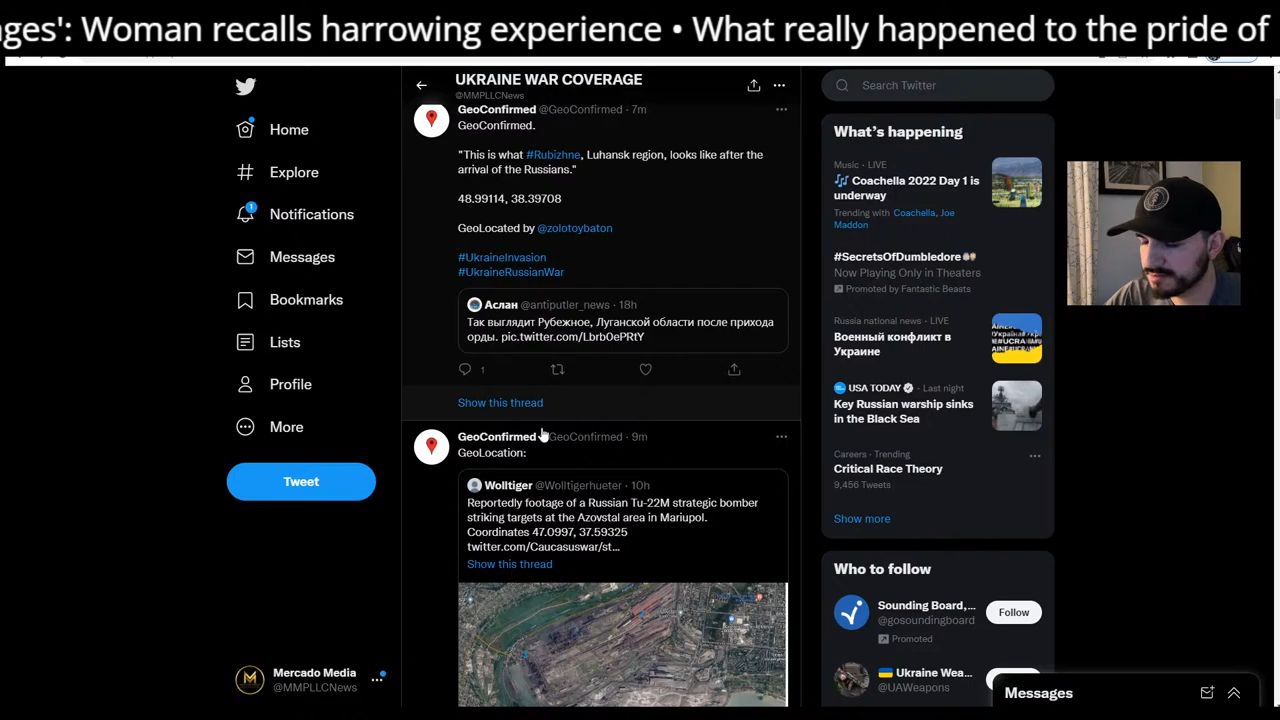 ges': Woman recalls harrowing experience • What really happened to the pride of
UKRAINE WAR COVERAGE
@MMPLLCNews
Home
Explore
1
Notifications
Messages
Bookmarks
Lists
Profile
More
Tweet
Mercado Media
@MMPLLCNews
GeoConfirmed @GeoConfirmed · 7m
GeoConfirmed.
"This is what #Rubizhne, Luhansk region, looks like after the
arrival of the Russians."
48.99114, 38.39708
GeoLocated by @zolotoybaton
#UkraineInvasion
#UkraineRussianWar
Аслан @antiputler_news · 18h
Так выглядит Рубежное, Луганской области после прихода
орды. pic.twitter.com/Lbrb0ePRtY
1
Show this thread
GeoConfirmed @GeoConfirmed · 9m
GeoLocation:
Wolltiger @Wolltigerhueter · 10h
Reportedly footage of a Russian Tu-22M strategic bomber
striking targets at the Azovstal area in Mariupol.
Coordinates 47.0997, 37.59325
twitter.com/Caucasuswar/st...
Show this thread
Search Twitter
What's happening
Music · LIVE
Coachella 2022 Day 1 is
underway
Trending with Coachella, Joe
Maddon
#SecretsOfDumbledore
Now Playing Only in Theaters
Promoted by Fantastic Beasts
Russia national news · LIVE
Военный конфликт в
Украине
USA TODAY · Last night
Key Russian warship sinks
in the Black Sea
Careers · Trending
Critical Race Theory
9,456 Tweets
Show more
Who to follow
Sounding Board,...
@gosoundingboard
Promoted
Follow
Ukraine Wea...
@UAWeapons
Messages